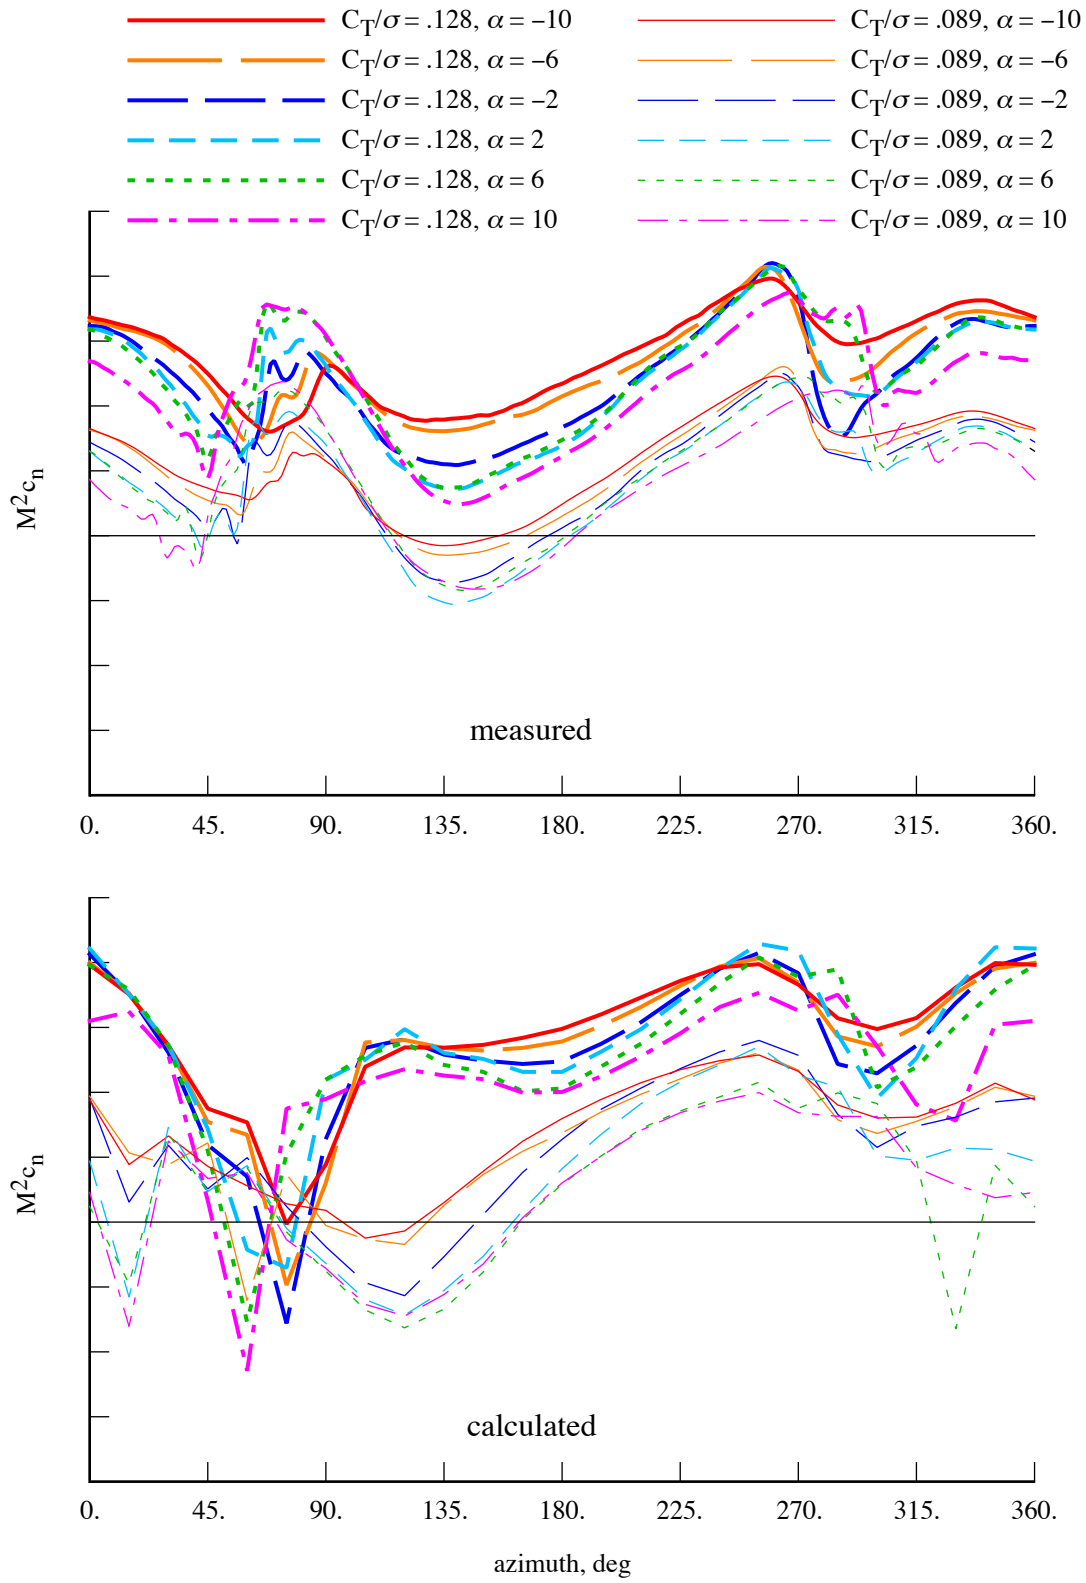 C_T/σ = .128, α = −10
C_T/σ = .128, α = −6
C_T/σ = .128, α = −2
C_T/σ = .128, α = 2
C_T/σ = .128, α = 6
C_T/σ = .128, α = 10
C_T/σ = .089, α = −10
C_T/σ = .089, α = −6
C_T/σ = .089, α = −2
C_T/σ = .089, α = 2
C_T/σ = .089, α = 6
C_T/σ = .089, α = 10
M²c_n
measured
0. 45. 90. 135. 180. 225. 270. 315. 360.
M²c_n
calculated
0. 45. 90. 135. 180. 225. 270. 315. 360.
azimuth, deg